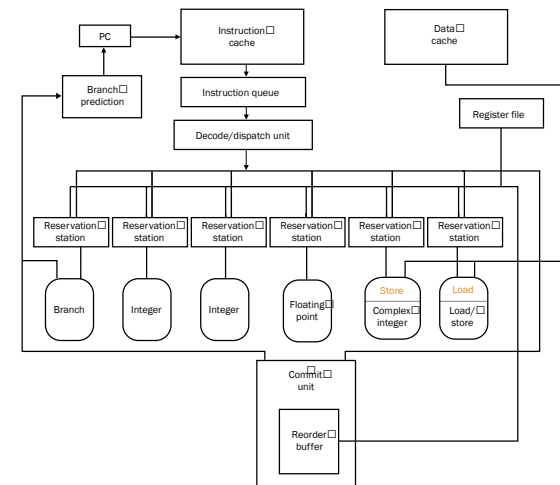 PC
Instruction
cache
Data
cache
Branch
prediction
Instruction queue
Register file
Decode/dispatch unit
Reservation
station
Reservation
station
Reservation
station
Reservation
station
Reservation
station
Reservation
station
Branch
Integer
Integer
Floating
point
Store
Complex
integer
Load
Load/
store
Commit
unit
Reorder
buffer